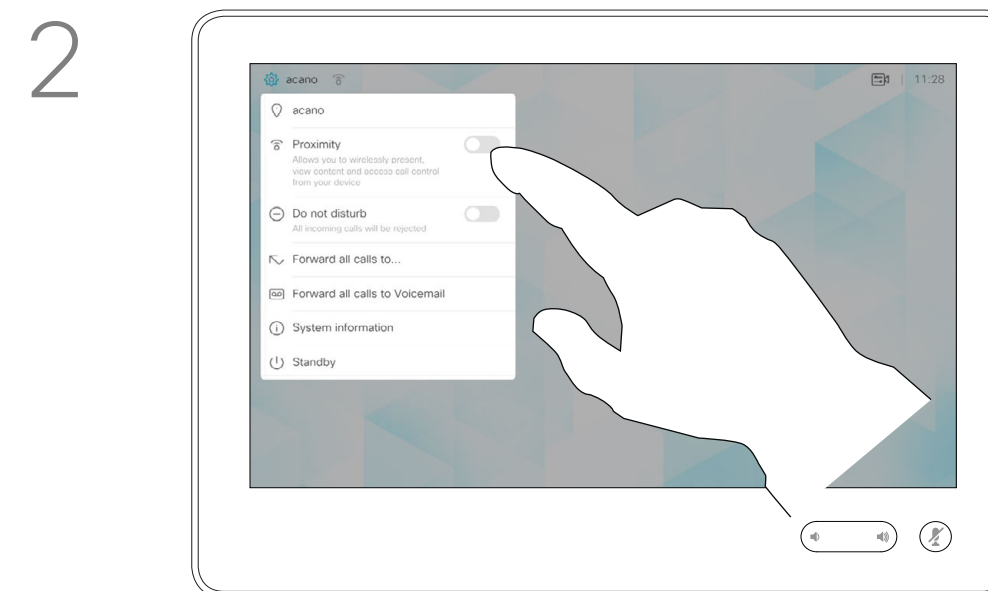 2
acano
11:28
acano
Proximity
Allows you to wirelessly present,
view content and access call control
from your device
Do not disturb
All incoming calls will be rejected
Forward all calls to...
Forward all calls to Voicemail
System information
Standby